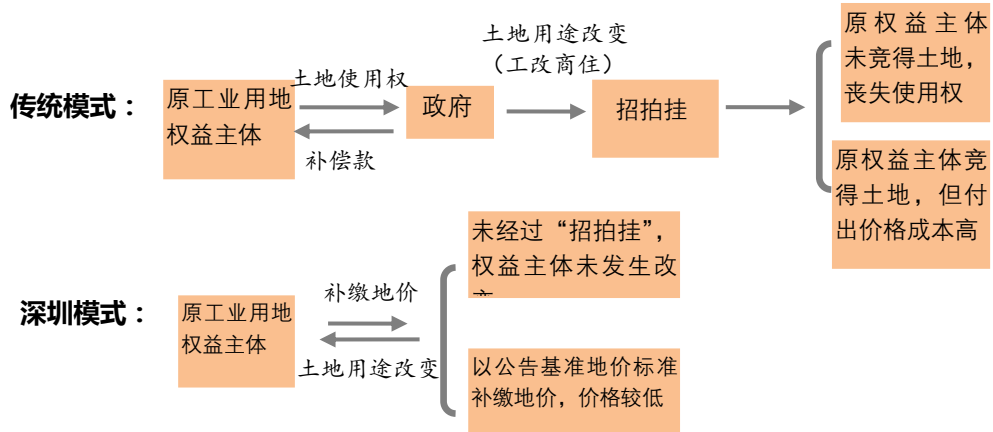 传统模式：
原工业用地
权益主体
土地使用权
补偿款
政府
土地用途改变
（工改商住）
招拍挂
原权益主体
未竞得土地，
丧失使用权
原权益主体竞
得土地，但付
出价格成本高
深圳模式：
原工业用地
权益主体
补缴地价
土地用途改变
未经过“招拍挂”，
权益主体未发生改
以公告基准地价标准
补缴地价，价格较低